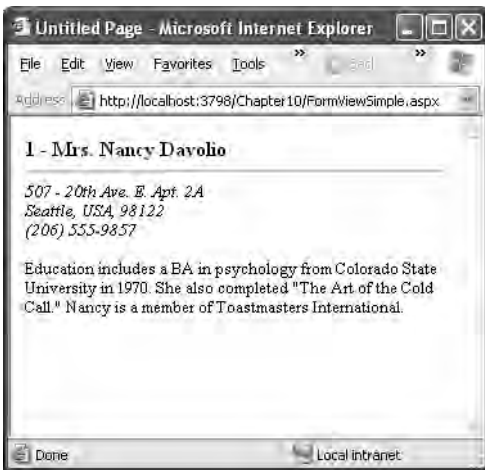 Untitled Page - Microsoft Internet Explorer
File Edit View Favorites Tools »
»
Address http://localhost:3798/Chapter10/FormViewSimple.aspx
1 - Mrs. Nancy Davolio
507 - 20th Ave. E. Apt. 2A
Seattle, USA, 98122
(206) 555-9857
Education includes a BA in psychology from Colorado State
University in 1970. She also completed "The Art of the Cold
Call." Nancy is a member of Toastmasters International.
Done Local intranet